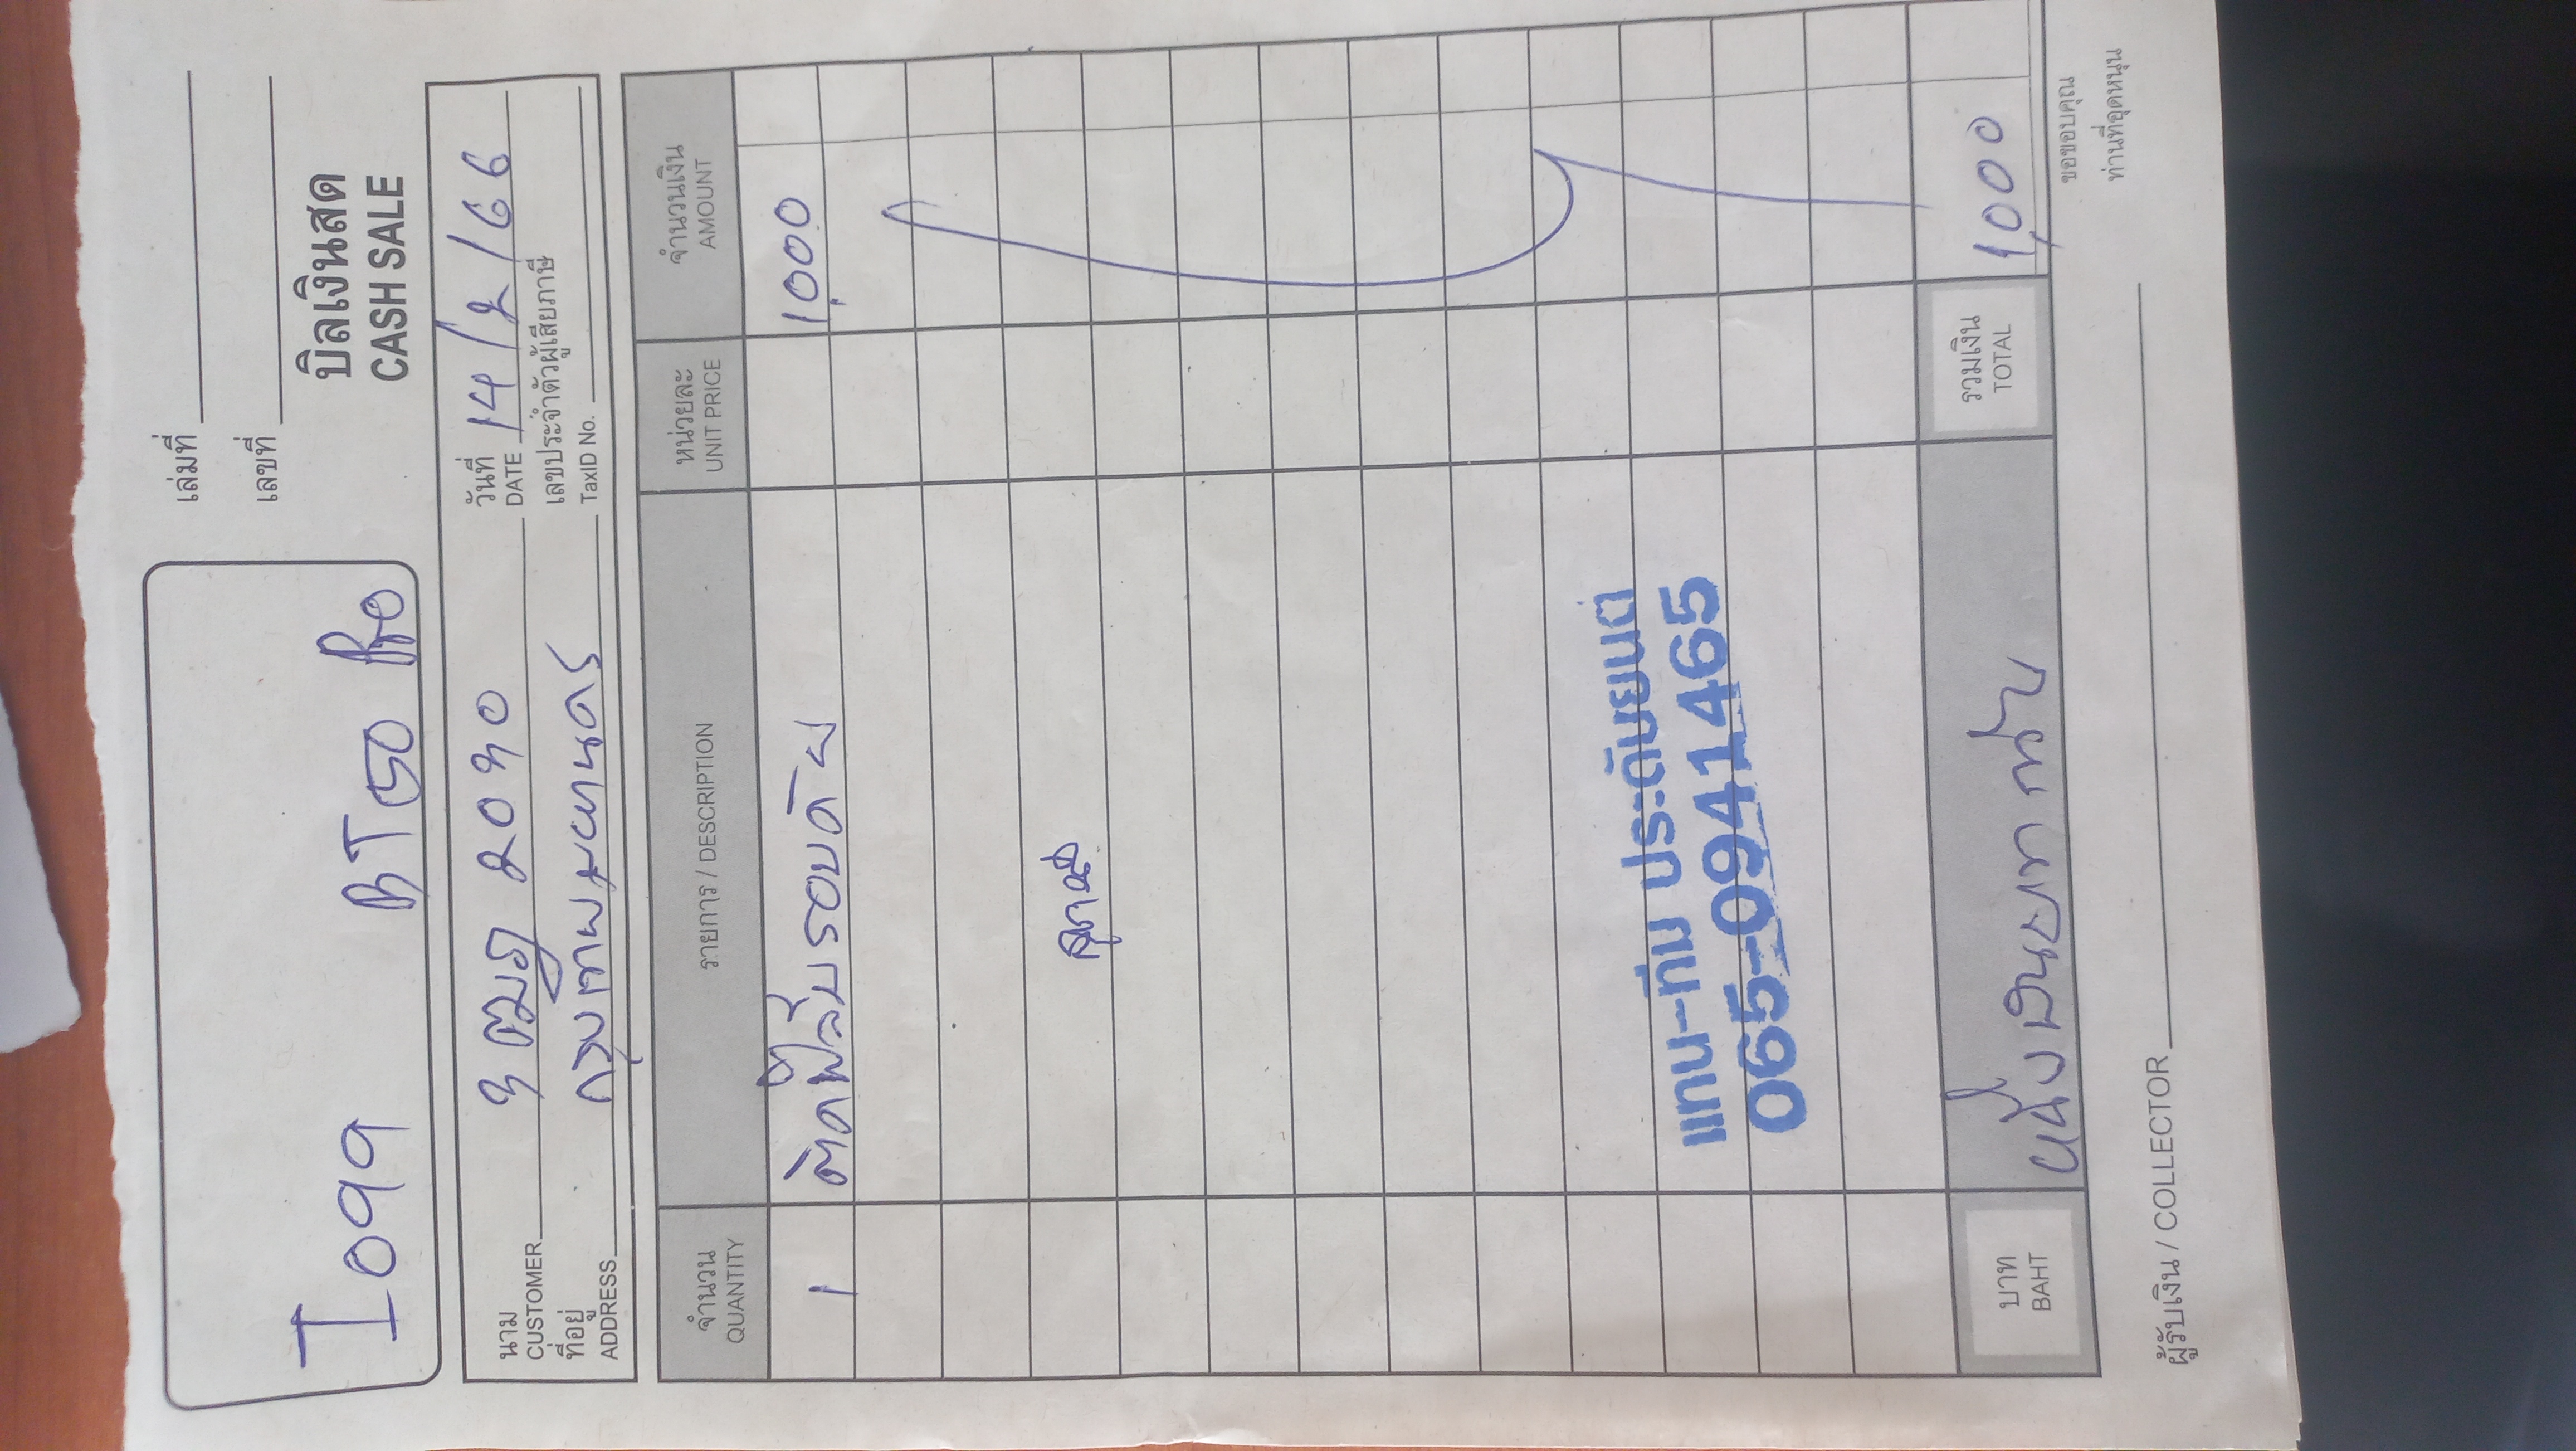 เล่มที่
เลขที่
บิลเงินสด
CASH SALE
นาม
CUSTOMER
วันที่
DATE 14/2/66
ที่อยู่
ADDRESS กรุงเทพมหานคร
เลขประจำตัวผู้เสียภาษี
TaxID No.
จำนวน รายการ / DESCRIPTION หน่วยละ จำนวนเงิน
QUANTITY UNIT PRICE AMOUNT
1 ติดฟิล์มรอบคัน 1,000
แทน-ทีม ประดับยนต์
065-0941465
บาท
BAHT
หนึ่งพันบาทถ้วน
รวมเงิน
TOTAL
1,000
ผู้รับเงิน / COLLECTOR
ขอขอบคุณ
ท่านที่อุดหนุน